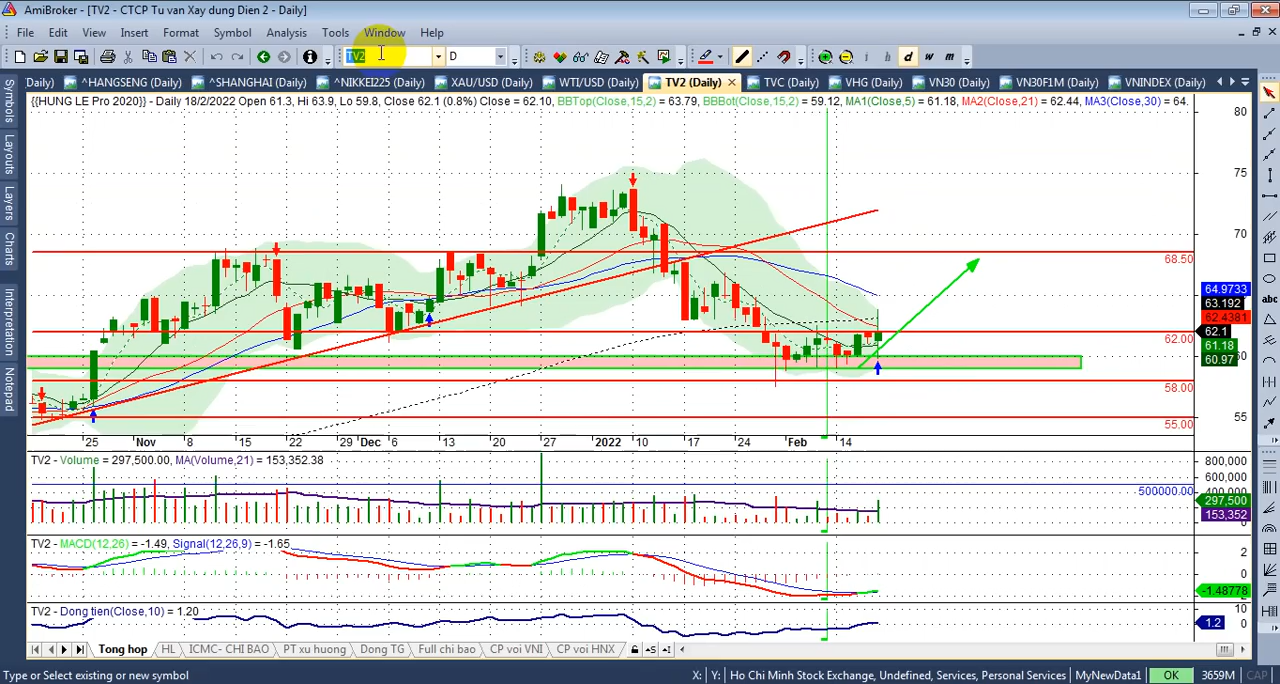 AmiBroker - [TV2 - CTCP Tu van Xay dung Dien 2 - Daily]
File Edit View Insert Format Symbol Analysis Tools Window Help
TV2 D h d w m
Daily) ^HANGSENG (Daily) ^SHANGHAI (Daily) ^NIKKEI225 (Daily) XAU/USD (Daily) WTI/USD (Daily) TV2 (Daily) TVC (Daily) VHG (Daily) VN30 (Daily) VN30F1M (Daily) VNINDEX (Daily)
{{HUNG LE Pro 2020}} - Daily 18/2/2022 Open 61.3, Hi 63.9, Lo 59.8, Close 62.1 (0.8%) Close = 62.10, BBTop(Close,15,2) = 63.79, BBBot(Close,15,2) = 59.12, MA1(Close,5) = 61.18, MA2(Close,21) = 62.44, MA3(Close,30) = 64.
Symbols
Layouts
Layers
Charts
Interpretation
Notepad
abc
80
75
70
68.50
64.9733
63.192
62.4381
62.1
62.00
61.18
60.97
60
58.00
55
55.00
25 Nov 8 15 22 29 Dec 6 13 20 27 2022 10 17 24 Feb 14
TV2 - Volume = 297,500.00, MA(Volume,21) = 153,352.38
800,000
600,000
500000.00
400,000
297,500
153,352
TV2 - MACD(12,26) = -1.49, Signal(12,26,9) = -1.65
2
0
-1.48778
TV2 - Dong tien(Close,10) = 1.20
10
0
1.2
Tong hop HL ICMC- CHI BAO PT xu huong Dong TG Full chi bao CP voi VNI CP voi HNX
Type or Select existing or new symbol X: Y: Ho Chi Minh Stock Exchange, Undefined, Services, Personal Services MyNewData1 OK 3659M CAP